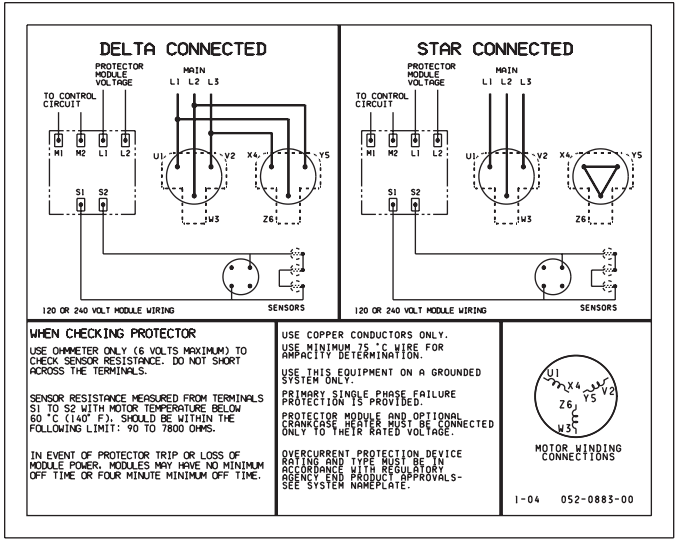 DELTA CONNECTED
PROTECTOR
MODULE
VOLTAGE
MAIN
L1 L2 L3
TO CONTROL
CIRCUIT
M1 M2 L1 L2
U1 V2 X4 Y5
S1 S2
W3 Z6
120 OR 240 VOLT MODULE WIRING
SENSORS
STAR CONNECTED
PROTECTOR
MODULE
VOLTAGE
MAIN
L1 L2 L3
TO CONTROL
CIRCUIT
M1 M2 L1 L2
U1 V2 X4 Y5
S1 S2
W3 Z6
120 OR 240 VOLT MODULE WIRING
SENSORS
WHEN CHECKING PROTECTOR
USE OHMMETER ONLY (6 VOLTS MAXIMUM) TO
CHECK SENSOR RESISTANCE. DO NOT SHORT
ACROSS THE TERMINALS.
SENSOR RESISTANCE MEASURED FROM TERMINALS
S1 TO S2 WITH MOTOR TEMPERATURE BELOW
60 °C (140° F). SHOULD BE WITHIN THE
FOLLOWING LIMIT: 90 TO 7800 OHMS.
IN EVENT OF PROTECTOR TRIP OR LOSS OF
MODULE POWER. MODULES MAY HAVE NO MINIMUM
OFF TIME OR FOUR MINUTE MINIMUM OFF TIME.
USE COPPER CONDUCTORS ONLY.
USE MINIMUM 75 °C WIRE FOR
AMPACITY DETERMINATION.
USE THIS EQUIPMENT ON A GROUNDED
SYSTEM ONLY.
PRIMARY SINGLE PHASE FAILURE
PROTECTION IS PROVIDED.
PROTECTOR MODULE AND OPTIONAL
CRANKCASE HEATER MUST BE CONNECTED
ONLY TO THEIR RATED VOLTAGE.
OVERCURRENT PROTECTION DEVICE
RATING AND TYPE MUST BE IN
ACCORDANCE WITH REGULATORY
AGENCY END PRODUCT APPROVALS-
SEE SYSTEM NAMEPLATE.
U1 V2
X4 Y5
Z6
W3
MOTOR WINDING
CONNECTIONS
1-04 052-0883-00